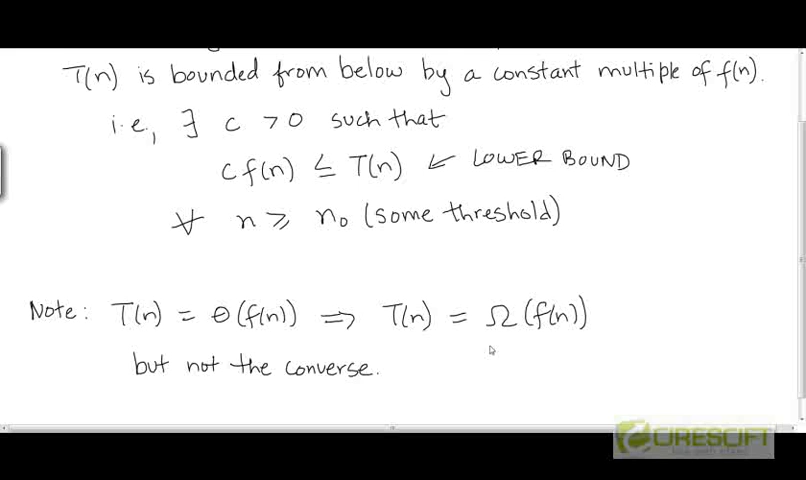 T(n) is bounded from below by a constant multiple of f(n).
i.e., ∃ c > 0 such that
c f(n) ≤ T(n) ← LOWER BOUND
∀ n ≥ n₀ (some threshold)
Note: T(n) = Θ(f(n)) ⇒ T(n) = Ω(f(n))
but not the converse.